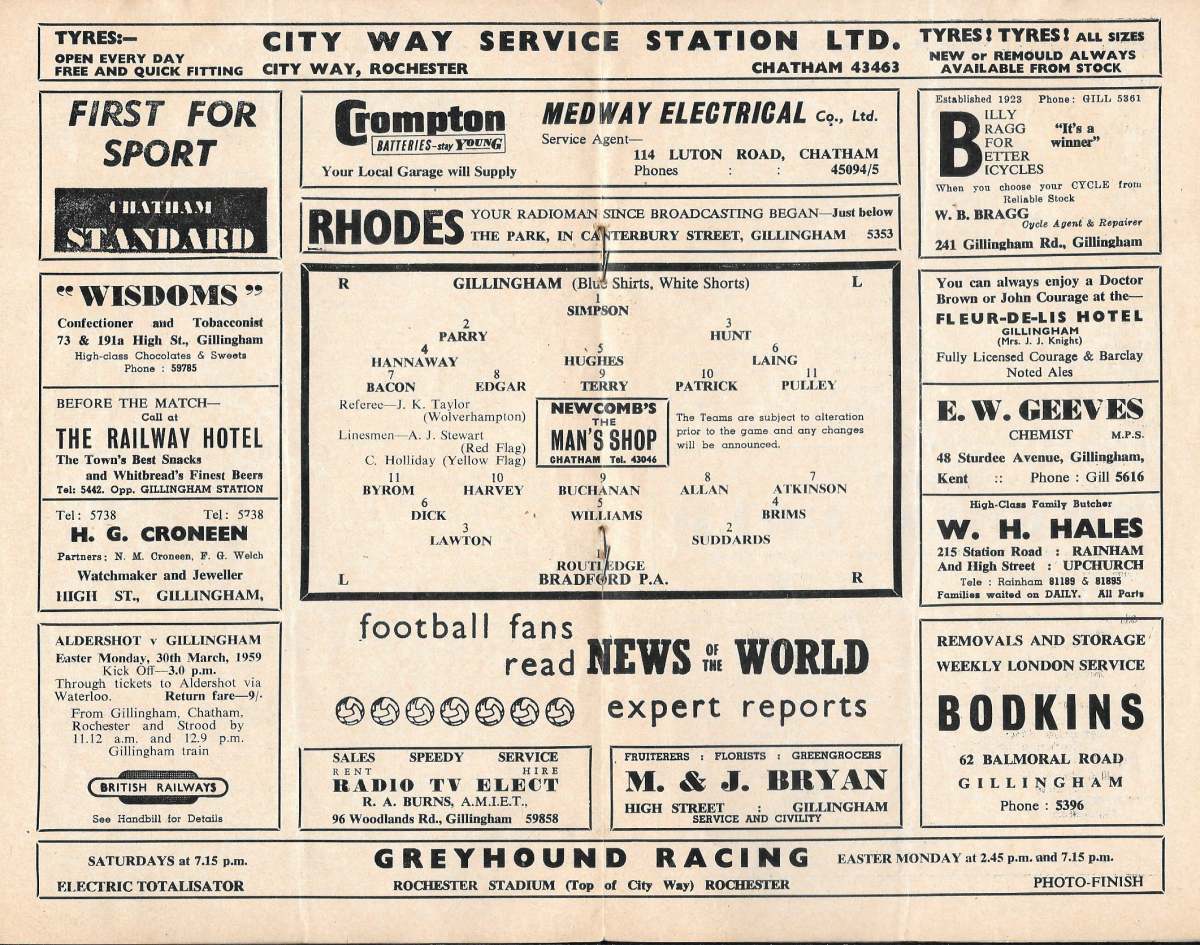 TYRES:—
OPEN EVERY DAY
FREE AND QUICK FITTING
CITY WAY SERVICE STATION LTD.
CITY WAY, ROCHESTER CHATHAM 43463
TYRES! TYRES! ALL SIZES
NEW or REMOULD ALWAYS
AVAILABLE FROM STOCK
FIRST FOR
SPORT
CHATHAM
STANDARD
Crompton
BATTERIES-stay YOUNG
Your Local Garage will Supply
MEDWAY ELECTRICAL Co., Ltd.
Service Agent—
114 LUTON ROAD, CHATHAM
Phones : : 45094/5
Established 1923 Phone: GILL 5361
BILLY
BRAGG
FOR
BETTER
BICYCLES
"It's a
winner"
When you choose your CYCLE from
Reliable Stock
W. B. BRAGG
Cycle Agent & Repairer
241 Gillingham Rd., Gillingham
RHODES
YOUR RADIOMAN SINCE BROADCASTING BEGAN—Just below
THE PARK, IN CANTERBURY STREET, GILLINGHAM 5353
"WISDOMS"
Confectioner and Tobacconist
73 & 191a High St., Gillingham
High-class Chocolates & Sweets
Phone : 59785
BEFORE THE MATCH—
Call at
THE RAILWAY HOTEL
The Town's Best Snacks
and Whitbread's Finest Beers
Tel: 5442. Opp. GILLINGHAM STATION
Tel: 5738 Tel: 5738
H. G. CRONEEN
Partners: N. M. Croneen, F. G. Welch
Watchmaker and Jeweller
HIGH ST., GILLINGHAM,
R GILLINGHAM (Blue Shirts, White Shorts) L
1
SIMPSON
2 3
PARRY HUNT
4 5 6
HANNAWAY HUGHES LAING
7 8 9 10 11
BACON EDGAR TERRY PATRICK PULLEY
Referee—J. K. Taylor
(Wolverhampton)
Linesmen—A. J. Stewart
(Red Flag)
C. Holliday (Yellow Flag)
NEWCOMB'S
THE
MAN'S SHOP
CHATHAM Tel. 43046
The Teams are subject to alteration
prior to the game and any changes
will be announced.
11 10 9 8 7
BYROM HARVEY BUCHANAN ALLAN ATKINSON
6 5 4
DICK WILLIAMS BRIMS
3 2
LAWTON SUDDARDS
1
ROUTLEDGE
L BRADFORD P.A. R
You can always enjoy a Doctor
Brown or John Courage at the—
FLEUR-DE-LIS HOTEL
GILLINGHAM
(Mrs. J. J. Knight)
Fully Licensed Courage & Barclay
Noted Ales
E. W. GEEVES
CHEMIST M.P.S.
48 Sturdee Avenue, Gillingham,
Kent :: Phone : Gill 5616
High-Class Family Butcher
W. H. HALES
215 Station Road : RAINHAM
And High Street : UPCHURCH
Tele : Rainham 81189 & 81895
Families waited on DAILY. All Parts
ALDERSHOT v GILLINGHAM
Easter Monday, 30th March, 1959
Kick Off—3.0 p.m.
Through tickets to Aldershot via
Waterloo. Return fare—9/-
From Gillingham, Chatham,
Rochester and Strood by
11.12 a.m. and 12.9 p.m.
Gillingham train
BRITISH RAILWAYS
See Handbill for Details
football fans
read NEWS OF THE WORLD
expert reports
SALES SPEEDY SERVICE
RENT HIRE
RADIO TV ELECT
R. A. BURNS, A.M.I.E.T.,
96 Woodlands Rd., Gillingham 59858
FRUITERERS : FLORISTS : GREENGROCERS
M. & J. BRYAN
HIGH STREET : GILLINGHAM
SERVICE AND CIVILITY
REMOVALS AND STORAGE
WEEKLY LONDON SERVICE
BODKINS
62 BALMORAL ROAD
GILLINGHAM
Phone : 5396
SATURDAYS at 7.15 p.m.
ELECTRIC TOTALISATOR
GREYHOUND RACING
ROCHESTER STADIUM (Top of City Way) ROCHESTER
EASTER MONDAY at 2.45 p.m. and 7.15 p.m.
PHOTO-FINISH